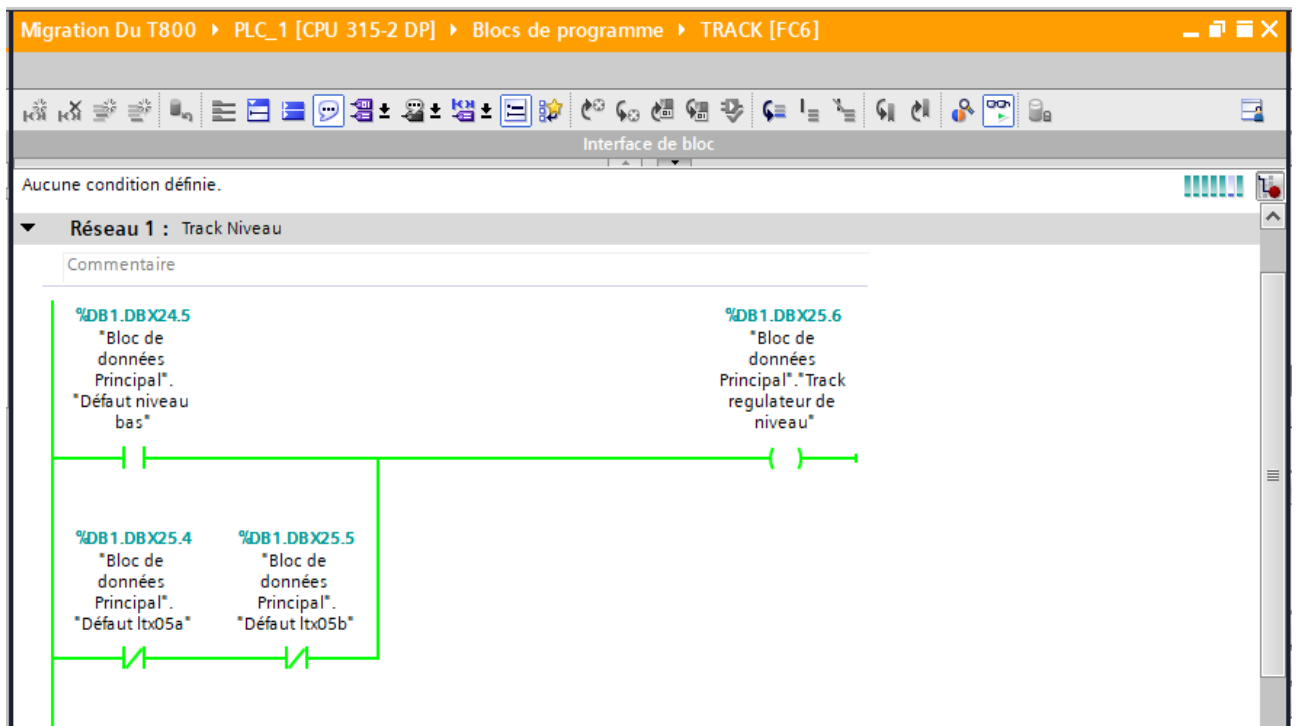 Migration Du T800 ▸ PLC_1 [CPU 315-2 DP] ▸ Blocs de programme ▸ TRACK [FC6]
Interface de bloc
Aucune condition définie.
Réseau 1 : Track Niveau
Commentaire
%DB1.DBX24.5
"Bloc de
données
Principal".
"Défaut niveau
bas"
%DB1.DBX25.6
"Bloc de
données
Principal"."Track
regulateur de
niveau"
%DB1.DBX25.4
"Bloc de
données
Principal".
"Défaut ltx05a"
%DB1.DBX25.5
"Bloc de
données
Principal".
"Défaut ltx05b"